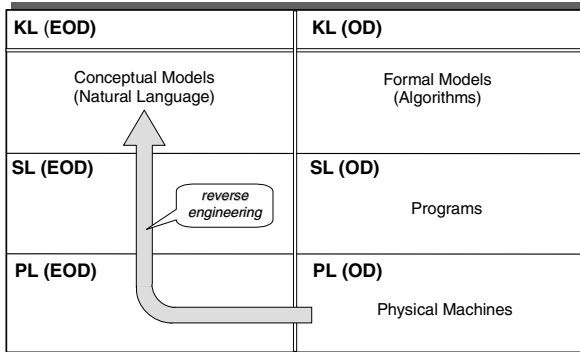 KL (EOD)
KL (OD)
Conceptual Models
(Natural Language)
Formal Models
(Algorithms)
SL (EOD)
SL (OD)
reverse
engineering
Programs
PL (EOD)
PL (OD)
Physical Machines